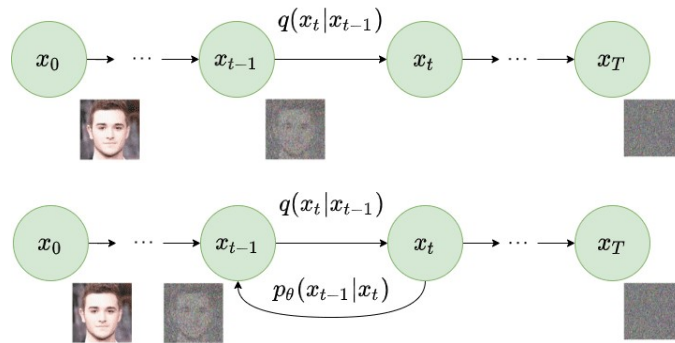 q(x_t|x_{t-1})
x_0 ··· x_{t-1} x_t ··· x_T
q(x_t|x_{t-1})
x_0 ··· x_{t-1} x_t ··· x_T
p_θ(x_{t-1}|x_t)